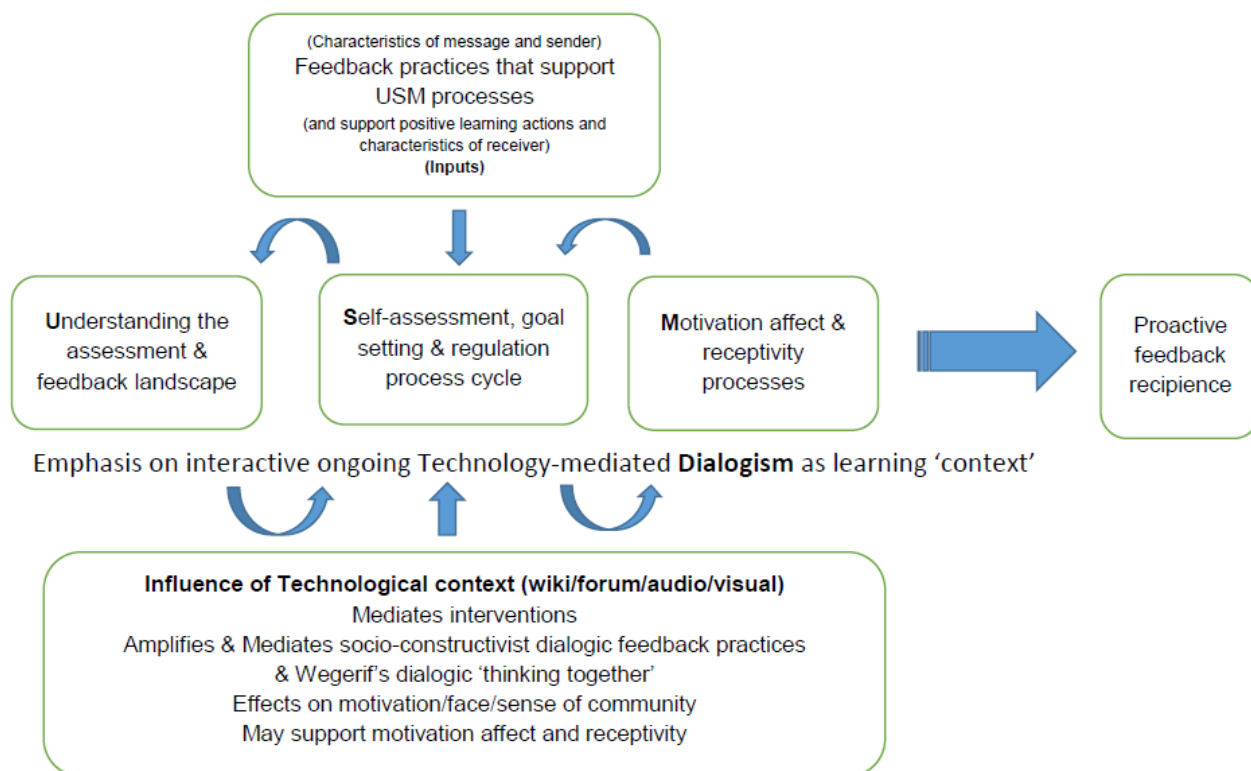 (Characteristics of message and sender)
Feedback practices that support
USM processes
(and support positive learning actions and
characteristics of receiver)
(Inputs)
Understanding the
assessment &
feedback landscape
Self-assessment, goal
setting & regulation
process cycle
Motivation affect &
receptivity
processes
Proactive
feedback
recipience
Emphasis on interactive ongoing Technology-mediated Dialogism as learning ‘context’
Influence of Technological context (wiki/forum/audio/visual)
Mediates interventions
Amplifies & Mediates socio-constructivist dialogic feedback practices
& Wegerif’s dialogic ‘thinking together’
Effects on motivation/face/sense of community
May support motivation affect and receptivity